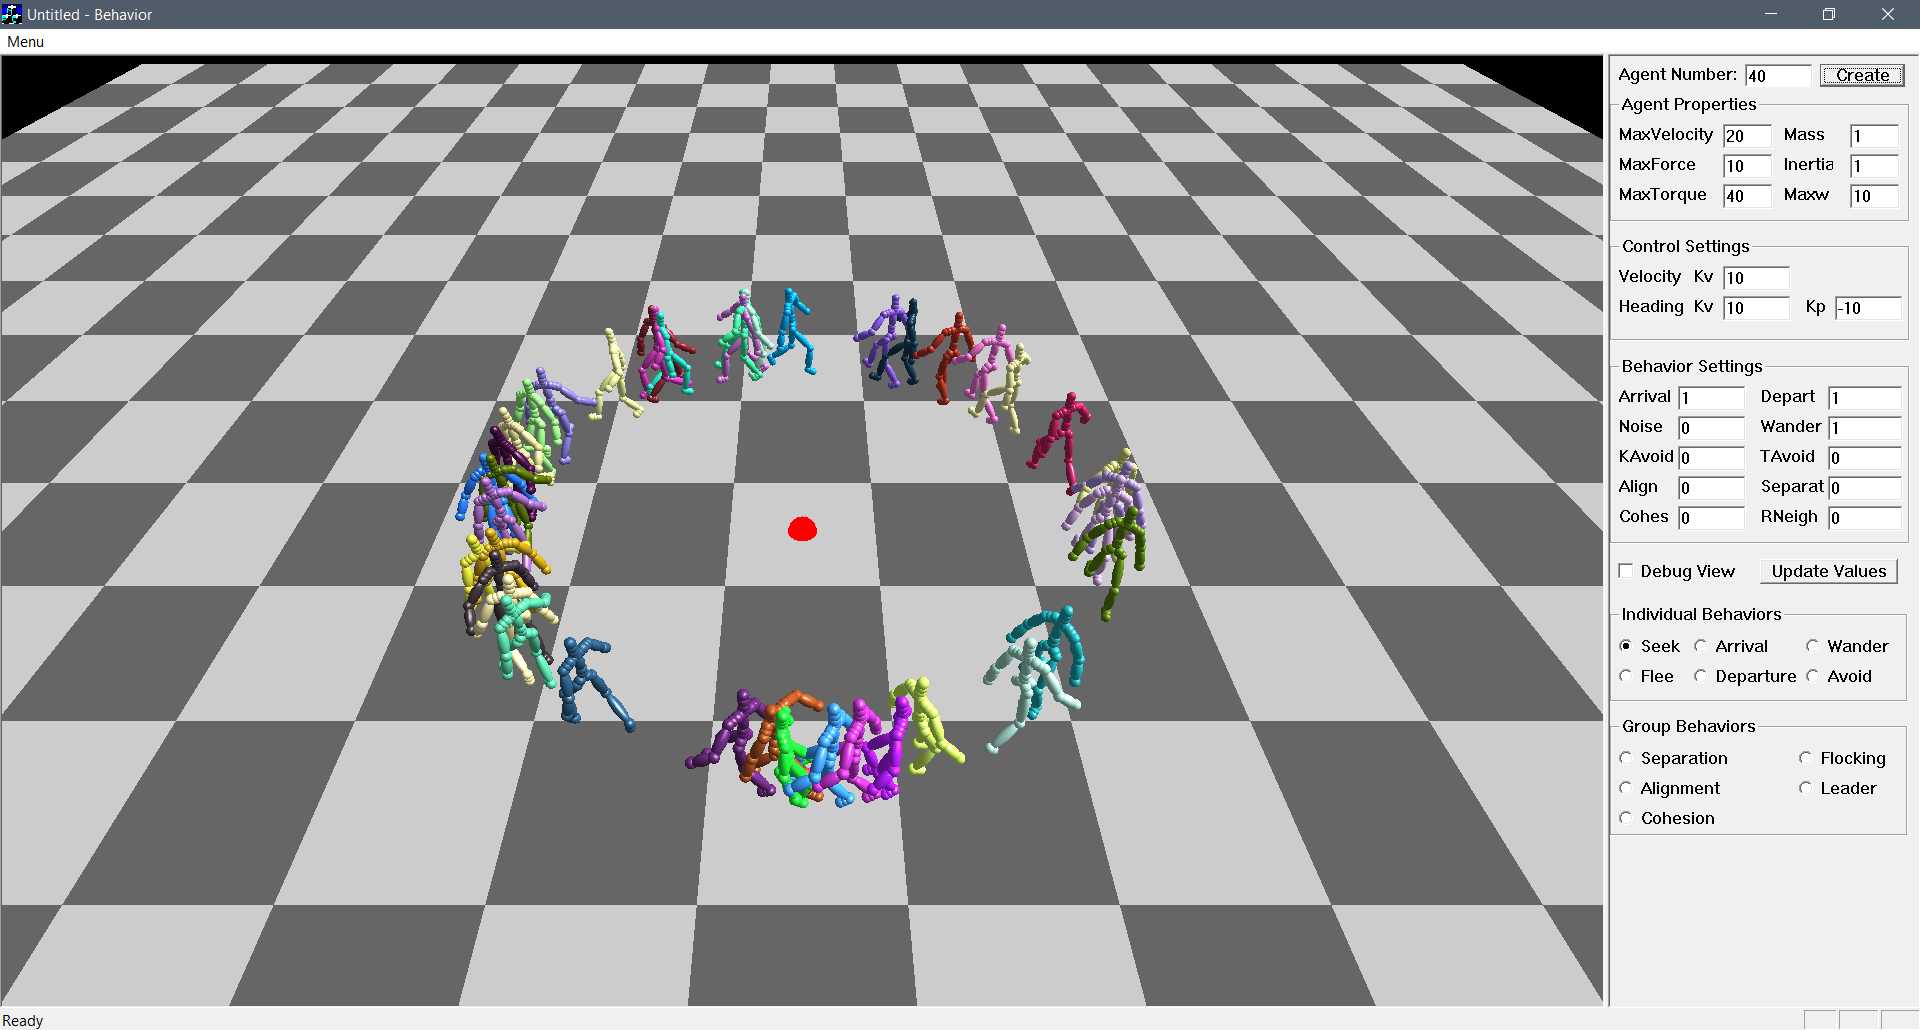 Untitled - Behavior
Menu
Agent Number: 40 Create
Agent Properties
MaxVelocity 20 Mass 1
MaxForce 10 Inertia 1
MaxTorque 40 Maxw 10
Control Settings
Velocity Kv 10
Heading Kv 10 Kp -10
Behavior Settings
Arrival 1 Depart 1
Noise 0 Wander 1
KAvoid 0 TAvoid 0
Align 0 Separat 0
Cohes 0 RNeigh 0
Debug View Update Values
Individual Behaviors
Seek Arrival Wander
Flee Departure Avoid
Group Behaviors
Separation Flocking
Alignment Leader
Cohesion
Ready